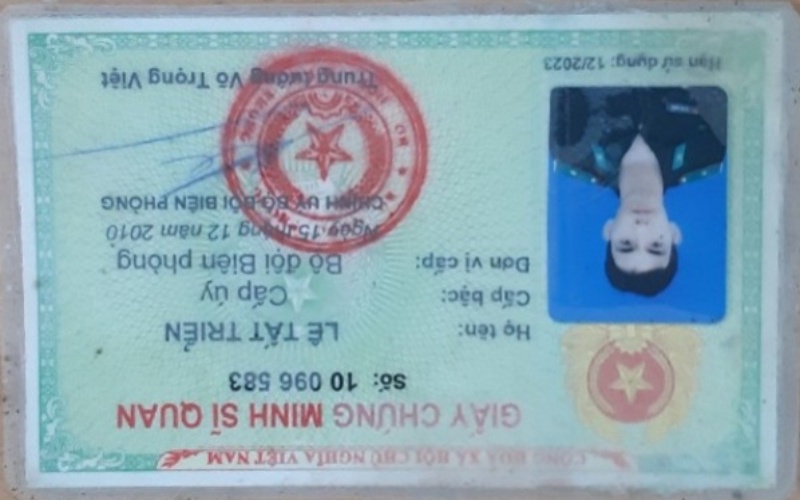 CỘNG HOÀ XÃ HỘI CHỦ NGHĨA VIỆT NAM
GIẤY CHỨNG MINH SĨ QUAN
Số: 10 096 583
Họ tên: LÊ TẤT TRIỂN
Cấp bậc: Cấp úy
Đơn vị cấp: Bộ đội Biên phòng
Ngày 15 tháng 12 năm 2010
CHÍNH ỦY BỘ ĐỘI BIÊN PHÒNG
Trung tướng Võ Trọng Việt
Hạn sử dụng: 12/2023